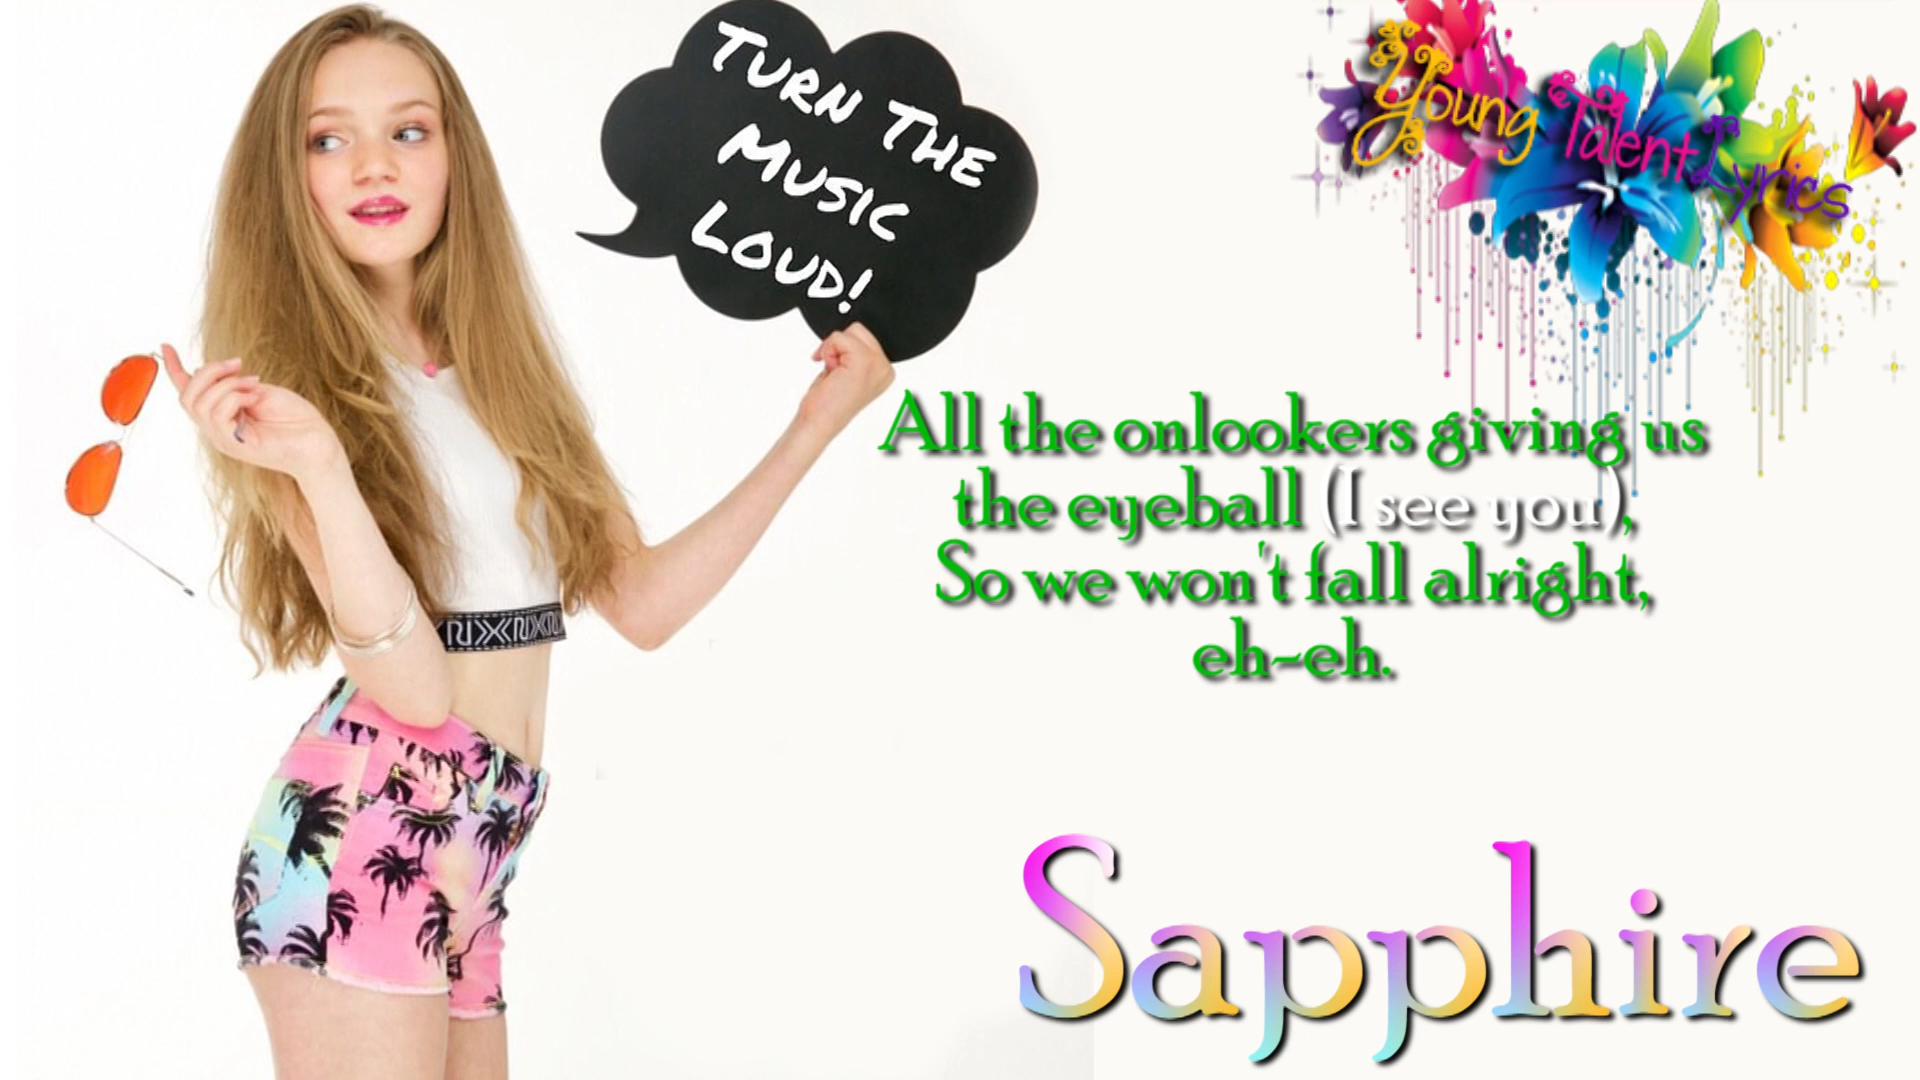 Turn The
Music
Loud!
Young Talent Lyrics
All the onlookers giving us
the eyeball (I see you),
So we won't fall alright,
eh-eh.
Sapphire